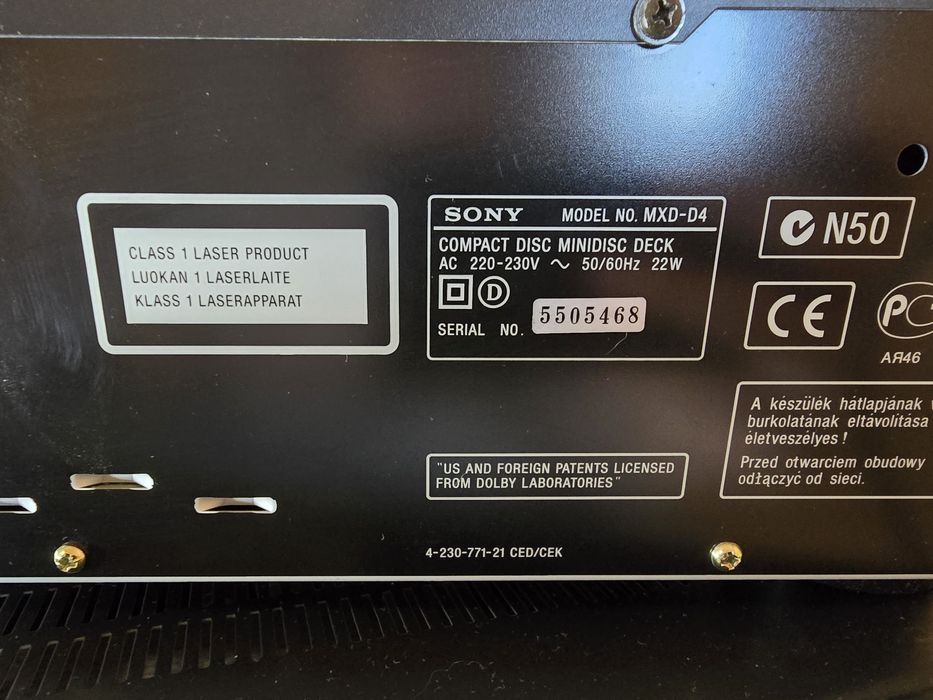 CLASS 1 LASER PRODUCT
LUOKAN 1 LASERLAITE
KLASS 1 LASERAPPARAT
SONY MODEL NO. MXD-D4
COMPACT DISC MINIDISC DECK
AC 220-230V ~ 50/60Hz 22W
D
SERIAL NO. 5505468
N50
CE
PC
АЯ46
A készülék hátlapjának
burkolatának eltávolítása
életveszélyes !
Przed otwarciem obudowy
odłączyć od sieci.
"US AND FOREIGN PATENTS LICENSED
FROM DOLBY LABORATORIES"
4-230-771-21 CED/CEK